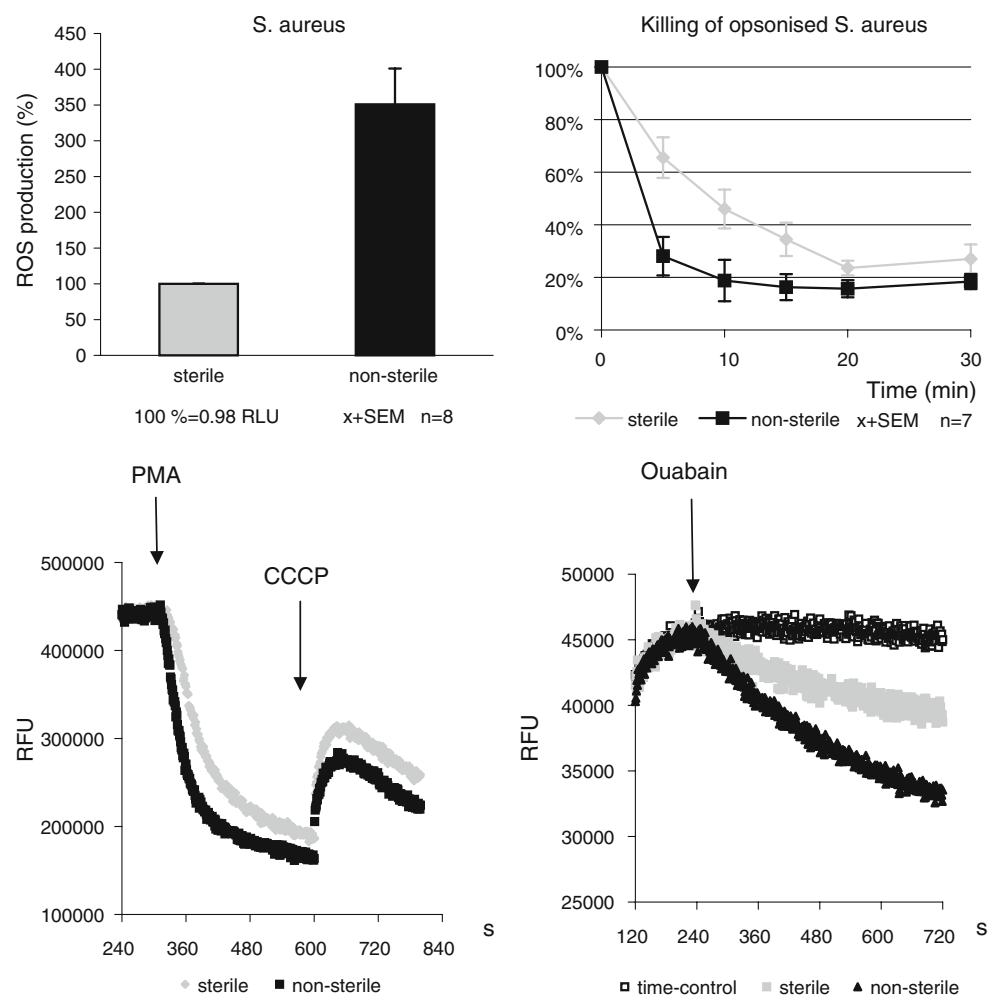 S. aureus
ROS production (%)
450
400
350
300
250
200
150
100
50
0
sterile non-sterile
100 %=0.98 RLU x+SEM n=8
Killing of opsonised S. aureus
100%
80%
60%
40%
20%
0%
0 10 20 30
Time (min)
sterile non-sterile x+SEM n=7
PMA
CCCP
RFU
500000
400000
300000
200000
100000
240 360 480 600 720 840 s
sterile non-sterile
Ouabain
RFU
50000
45000
40000
35000
30000
25000
120 240 360 480 600 720 s
time-control sterile non-sterile